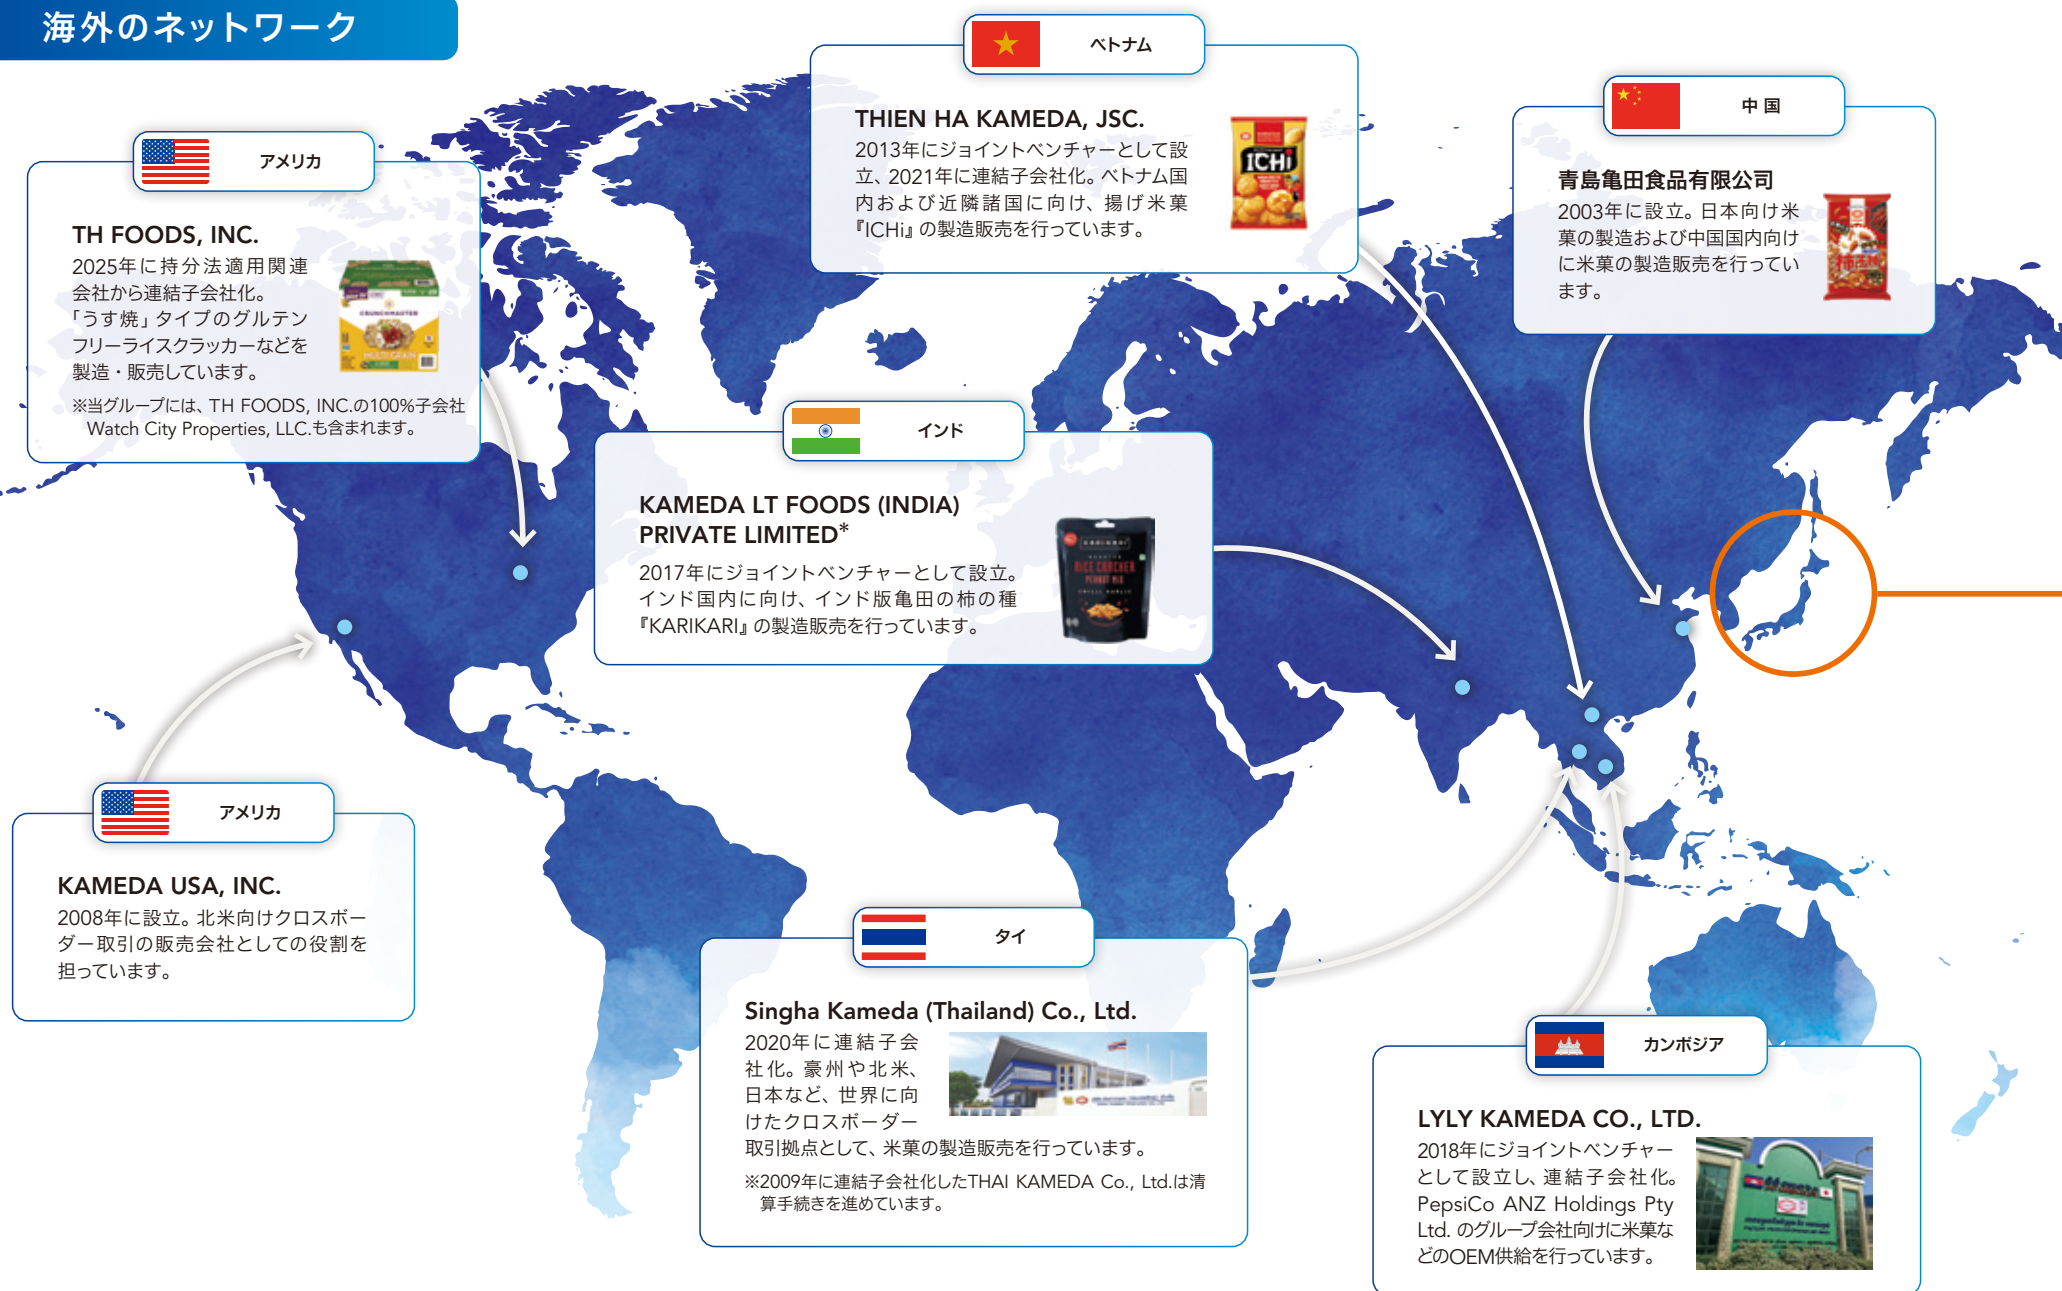 海外のネットワーク
アメリカ
TH FOODS, INC.
2025年に持分法適用関連
会社から連結子会社化。
「うす焼」タイプのグルテン
フリーライスクラッカーなどを
製造・販売しています。
※当グループには、TH FOODS, INC.の100%子会社
Watch City Properties, LLC.も含まれます。
CRUNCHMASTER
MULTI GRAIN
ベトナム
THIEN HA KAMEDA, JSC.
2013年にジョイントベンチャーとして設
立、2021年に連結子会社化。ベトナム国
内および近隣諸国に向け、揚げ米菓
『ICHi』の製造販売を行っています。
ICHi
中国
青島亀田食品有限公司
2003年に設立。日本向け米
菓の製造および中国国内向け
に米菓の製造販売を行ってい
ます。
インド
KAMEDA LT FOODS (INDIA)
PRIVATE LIMITED*
2017年にジョイントベンチャーとして設立。
インド国内に向け、インド版亀田の柿の種
『KARIKARI』の製造販売を行っています。
KARIKARI
RICE CRACKER
PEANUT MIX
CHILLI GARLIC
アメリカ
KAMEDA USA, INC.
2008年に設立。北米向けクロスボー
ダー取引の販売会社としての役割を
担っています。
タイ
Singha Kameda (Thailand) Co., Ltd.
2020年に連結子会
社化。豪州や北米、
日本など、世界に向
けたクロスボーダー
取引拠点として、米菓の製造販売を行っています。
※2009年に連結子会社化したTHAI KAMEDA Co., Ltd.は清
算手続きを進めています。
カンボジア
LYLY KAMEDA CO., LTD.
2018年にジョイントベンチャー
として設立し、連結子会社化。
PepsiCo ANZ Holdings Pty
Ltd. のグループ会社向けに米菓な
どのOEM供給を行っています。